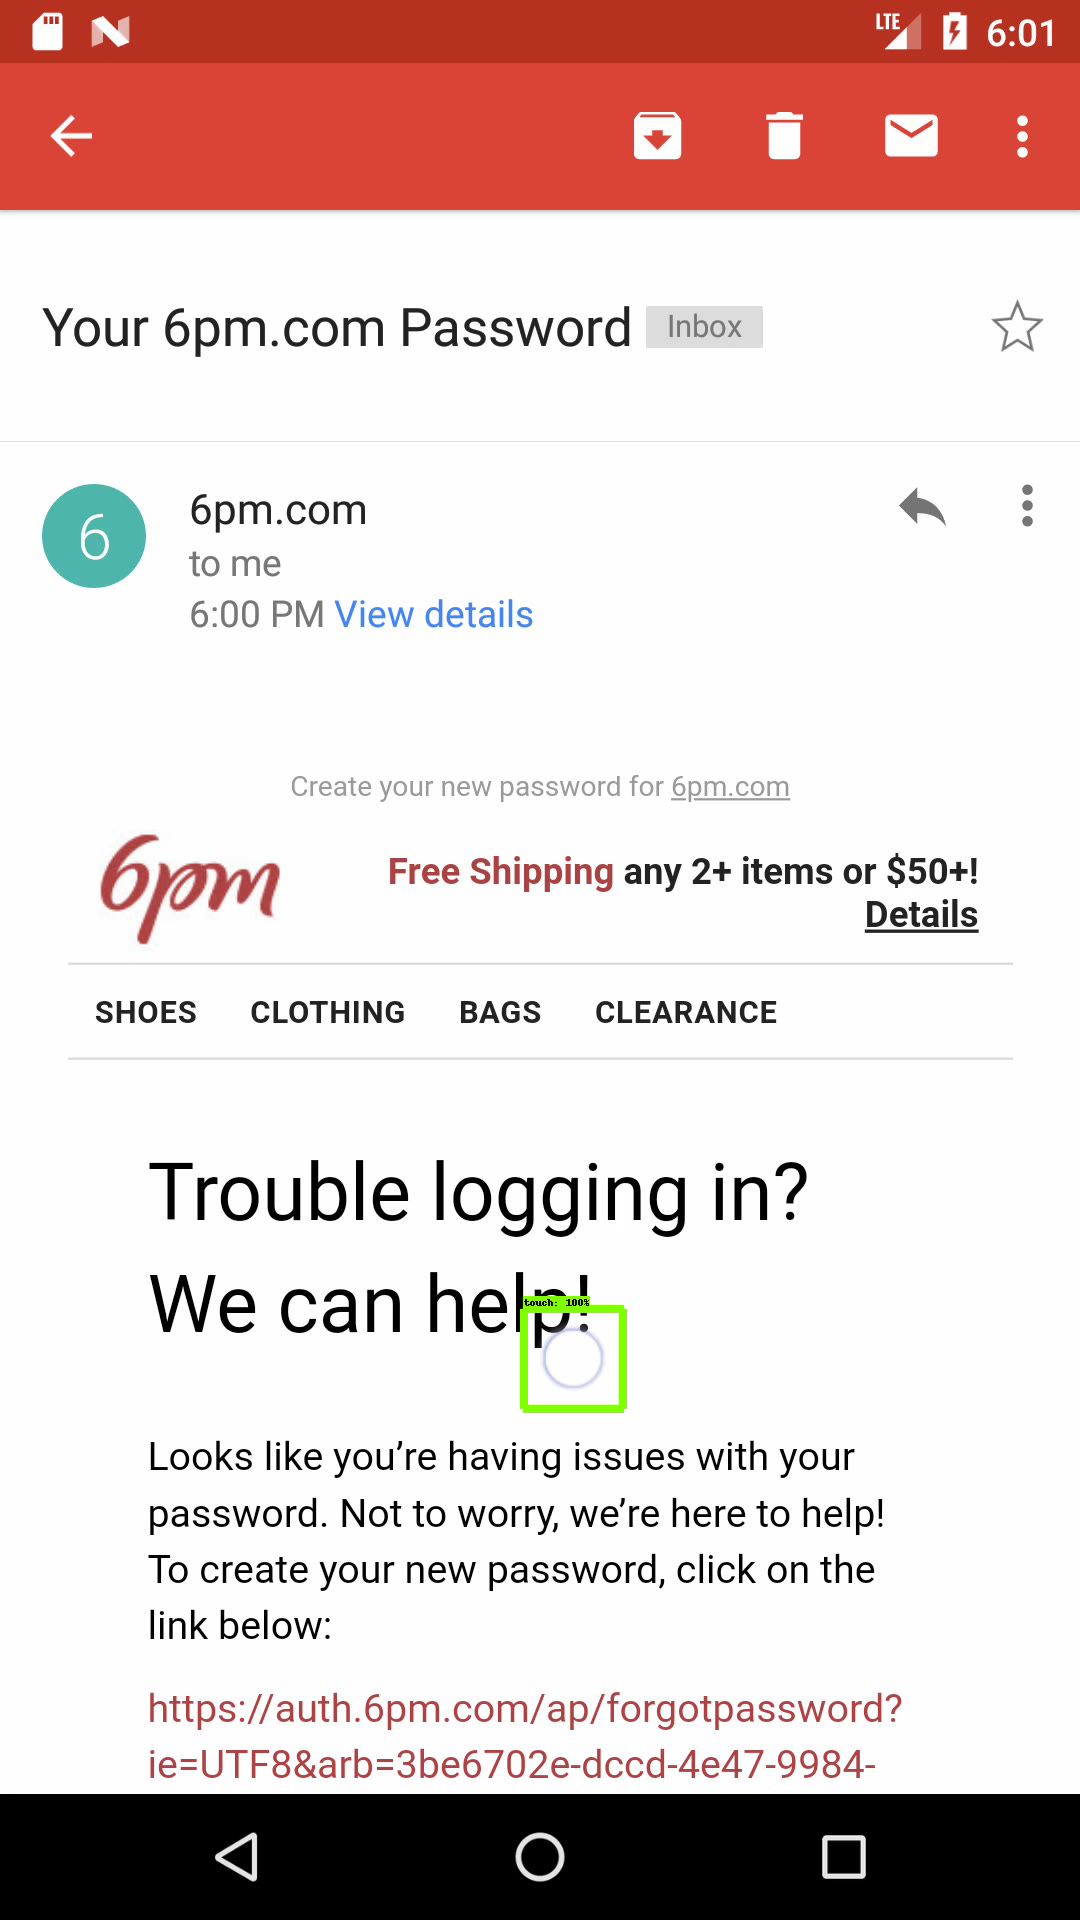 LTE 6:01
Your 6pm.com Password Inbox
6 6pm.com
to me
6:00 PM View details
Create your new password for 6pm.com
6pm Free Shipping any 2+ items or $50+!
Details
SHOES CLOTHING BAGS CLEARANCE
Trouble logging in?
We can help!
touch: 100%
Looks like you’re having issues with your
password. Not to worry, we’re here to help!
To create your new password, click on the
link below:
https://auth.6pm.com/ap/forgotpassword?
ie=UTF8&arb=3be6702e-dccd-4e47-9984-